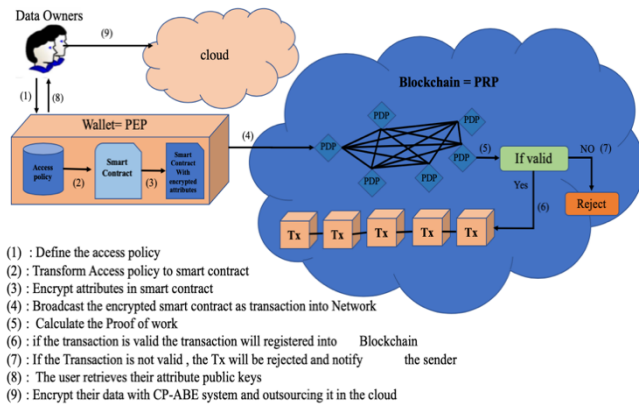 Data Owners
(9)
cloud
(1)
(8)
Blockchain = PRP
Wallet= PEP
(4)
PDP
PDP
PDP
PDP
PDP
PDP
(5)
If valid
NO
(7)
Yes
(6)
Reject
Access
policy
(2)
Smart
Contract
(3)
Smart
Contract
With
encrypted
attributes
Tx
Tx
Tx
Tx
Tx
(1) : Define the access policy
(2) : Transform Access policy to smart contract
(3) : Encrypt attributes in smart contract
(4) : Broadcast the encrypted smart contract as transaction into Network
(5) : Calculate the Proof of work
(6) : if the transaction is valid the transaction will registered into Blockchain
(7) : If the Transaction is not valid , the Tx will be rejected and notify the sender
(8) : The user retrieves their attribute public keys
(9) : Encrypt their data with CP-ABE system and outsourcing it in the cloud